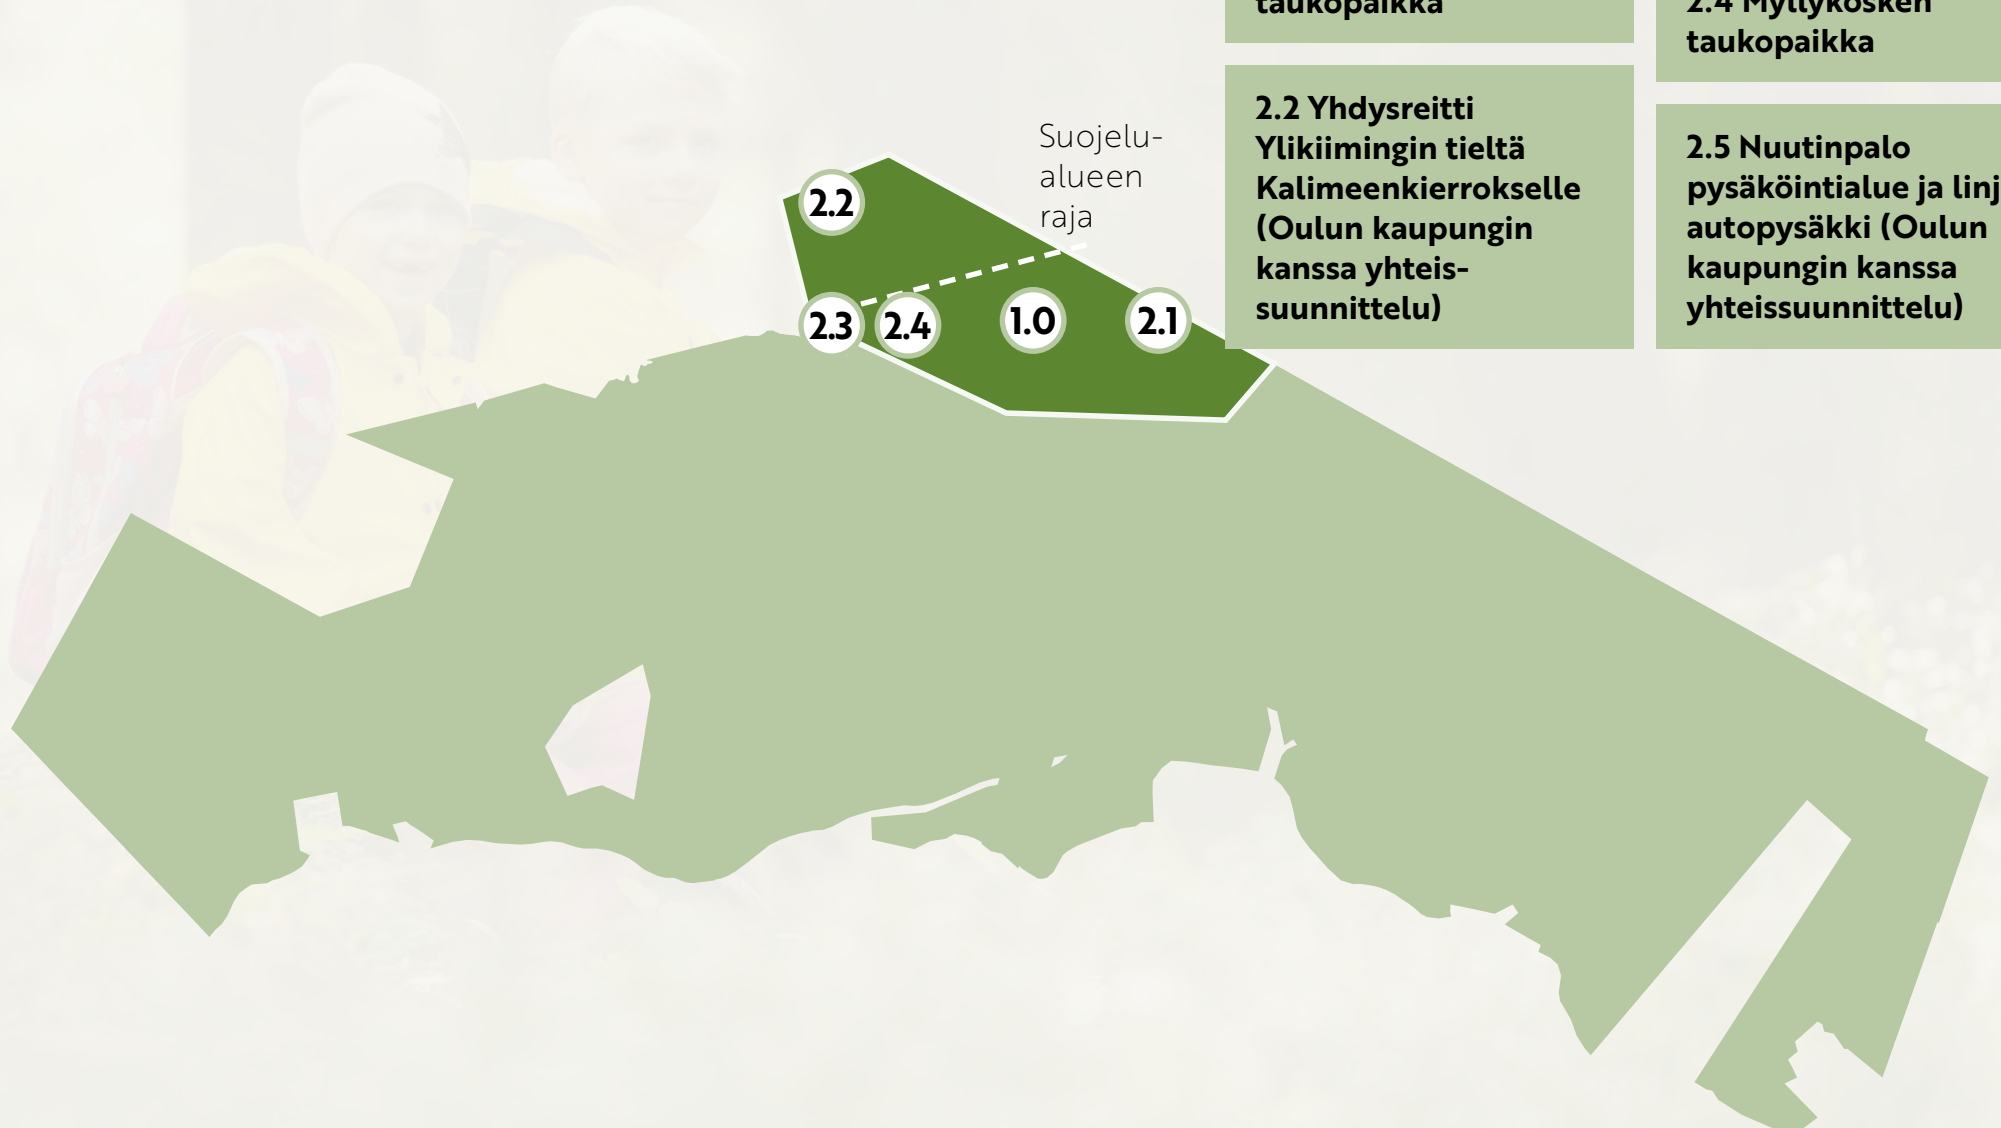 taukopaikka
2.2 Yhdysreitti
Ylikiimingin tieltä
Kalimeenkierrokselle
(Oulun kaupungin
kanssa yhteis-
suunnittelu)
2.4 Myllykosken
taukopaikka
2.5 Nuutinpalo
pysäköintialue ja linj
autopysäkki (Oulun
kaupungin kanssa
yhteissuunnittelu)
Suojelu-
alueen
raja
2.2
2.3
2.4
1.0
2.1